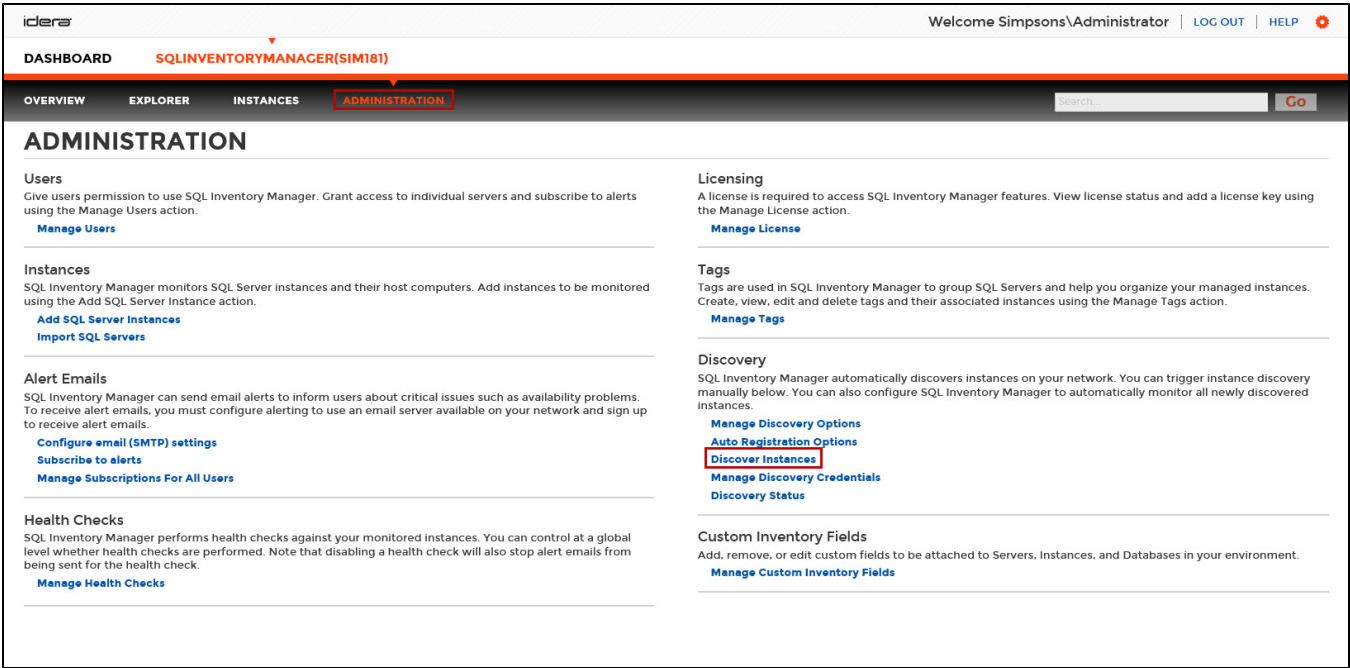 idera
Welcome Simpsons\Administrator | LOG OUT | HELP
DASHBOARD SQLINVENTORYMANAGER(SIM181)
OVERVIEW EXPLORER INSTANCES ADMINISTRATION Search... Go
ADMINISTRATION
Users
Give users permission to use SQL Inventory Manager. Grant access to individual servers and subscribe to alerts
using the Manage Users action.
Manage Users
Instances
SQL Inventory Manager monitors SQL Server instances and their host computers. Add instances to be monitored
using the Add SQL Server Instance action.
Add SQL Server Instances
Import SQL Servers
Alert Emails
SQL Inventory Manager can send email alerts to inform users about critical issues such as availability problems.
To receive alert emails, you must configure alerting to use an email server available on your network and sign up
to receive alert emails.
Configure email (SMTP) settings
Subscribe to alerts
Manage Subscriptions For All Users
Health Checks
SQL Inventory Manager performs health checks against your monitored instances. You can control at a global
level whether health checks are performed. Note that disabling a health check will also stop alert emails from
being sent for the health check.
Manage Health Checks
Licensing
A license is required to access SQL Inventory Manager features. View license status and add a license key using
the Manage License action.
Manage License
Tags
Tags are used in SQL Inventory Manager to group SQL Servers and help you organize your managed instances.
Create, view, edit and delete tags and their associated instances using the Manage Tags action.
Manage Tags
Discovery
SQL Inventory Manager automatically discovers instances on your network. You can trigger instance discovery
manually below. You can also configure SQL Inventory Manager to automatically monitor all newly discovered
instances.
Manage Discovery Options
Auto Registration Options
Discover Instances
Manage Discovery Credentials
Discovery Status
Custom Inventory Fields
Add, remove, or edit custom fields to be attached to Servers, Instances, and Databases in your environment.
Manage Custom Inventory Fields